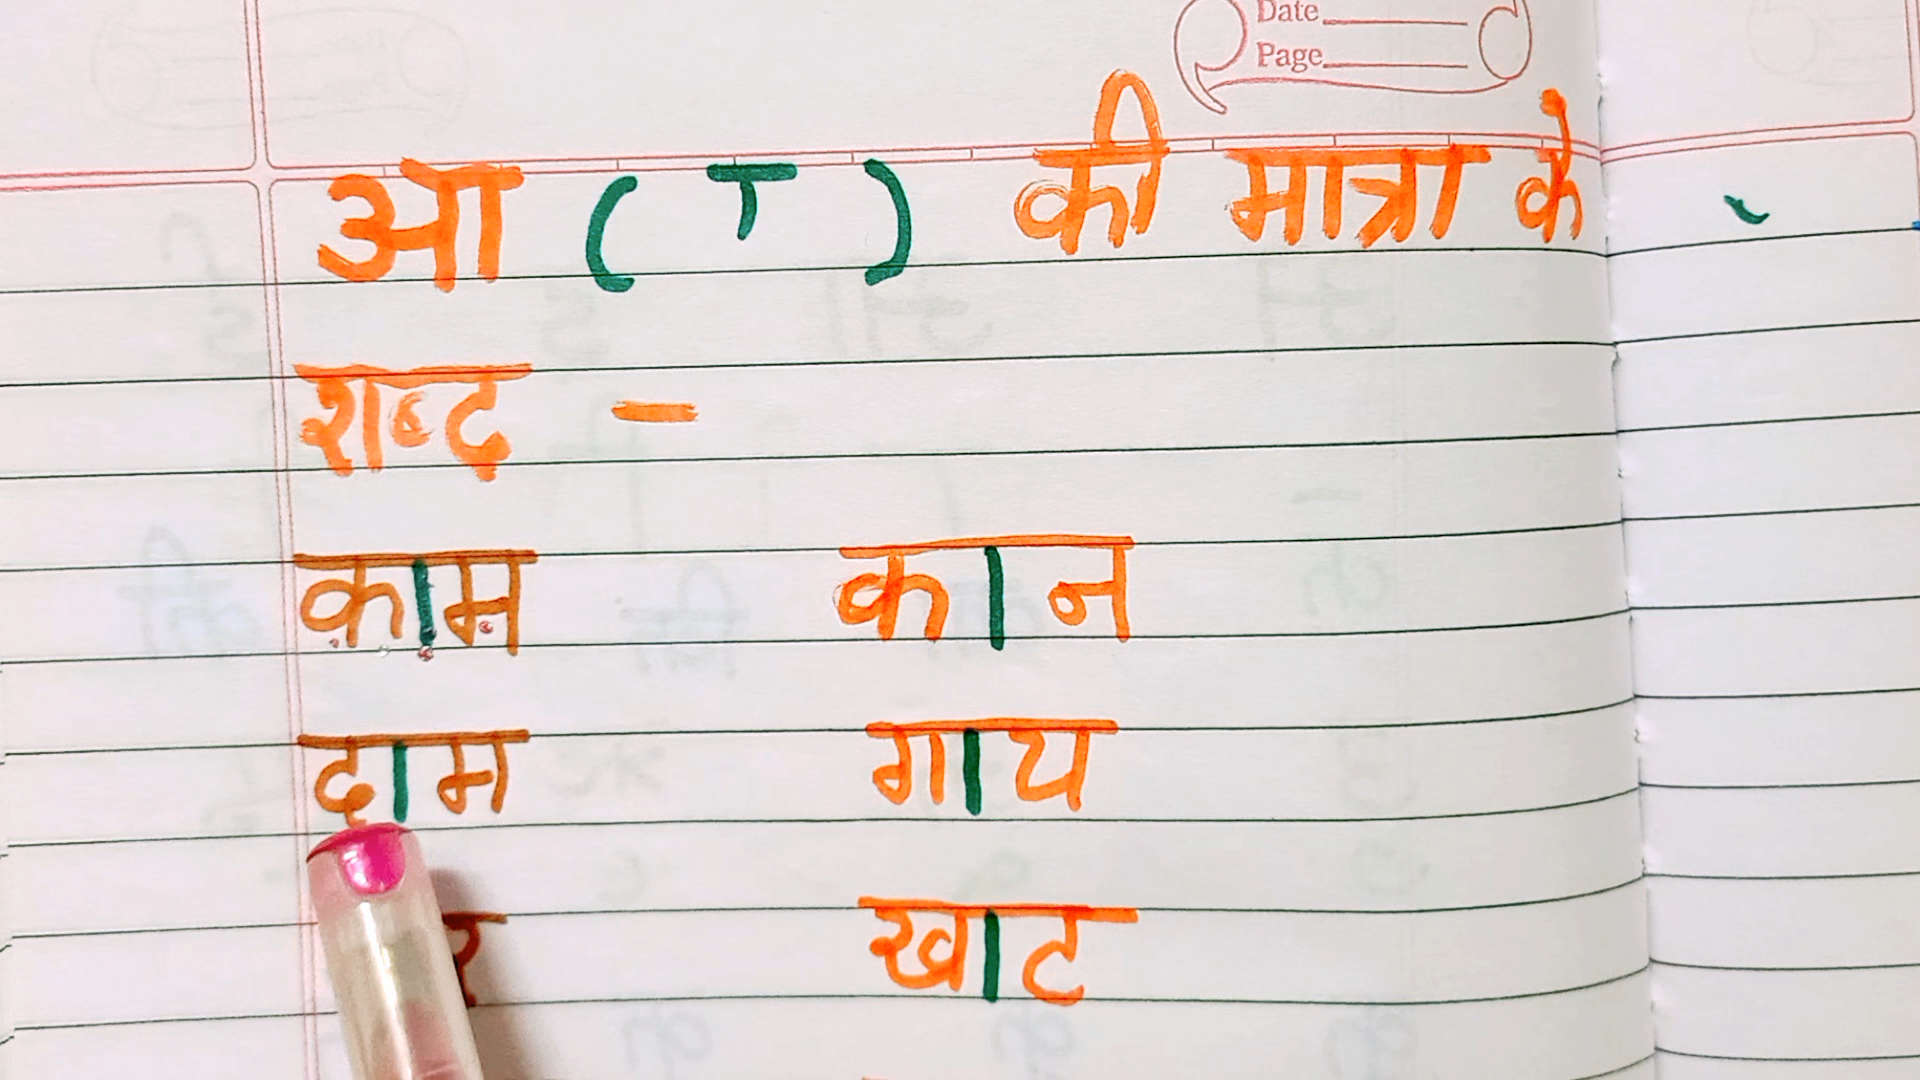 Date
Page
आ ( ा ) की मात्रा के
शब्द -
काम कान
दाम गाय
खाट